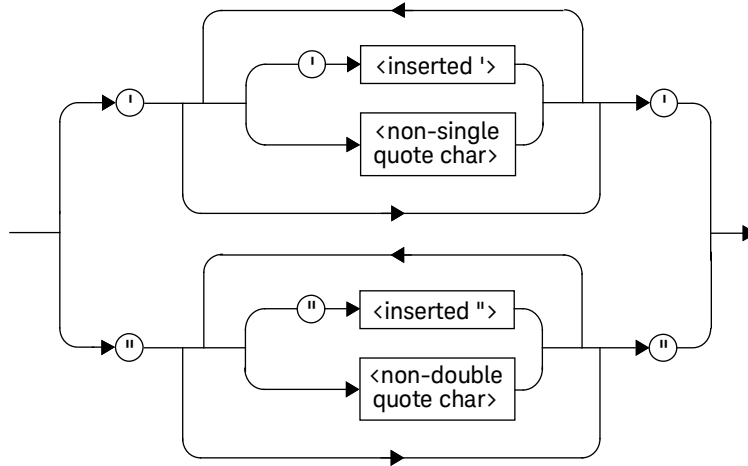 ' <inserted '>
' '
<non-single
quote char>
" <inserted ">
" "
<non-double
quote char>